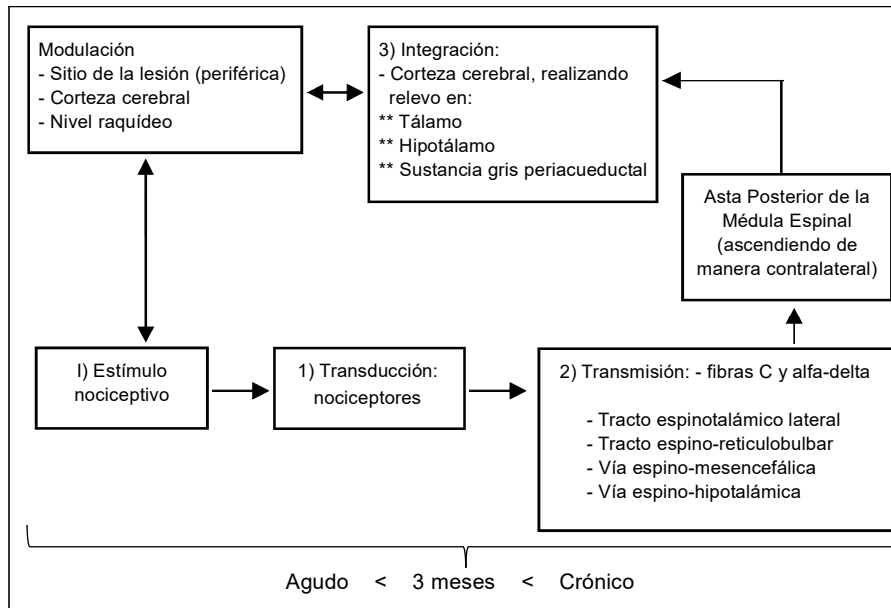 Modulación
- Sitio de la lesión (periférica)
- Corteza cerebral
- Nivel raquídeo
3) Integración:
- Corteza cerebral, realizando
relevo en:
** Tálamo
** Hipotálamo
** Sustancia gris periacueductal
Asta Posterior de la
Médula Espinal
(ascendiendo de
manera contralateral)
I) Estímulo
nociceptivo
1) Transducción:
nociceptores
2) Transmisión: - fibras C y alfa-delta
- Tracto espinotalámico lateral
- Tracto espino-reticulobulbar
- Vía espino-mesencefálica
- Vía espino-hipotalámica
Agudo < 3 meses < Crónico